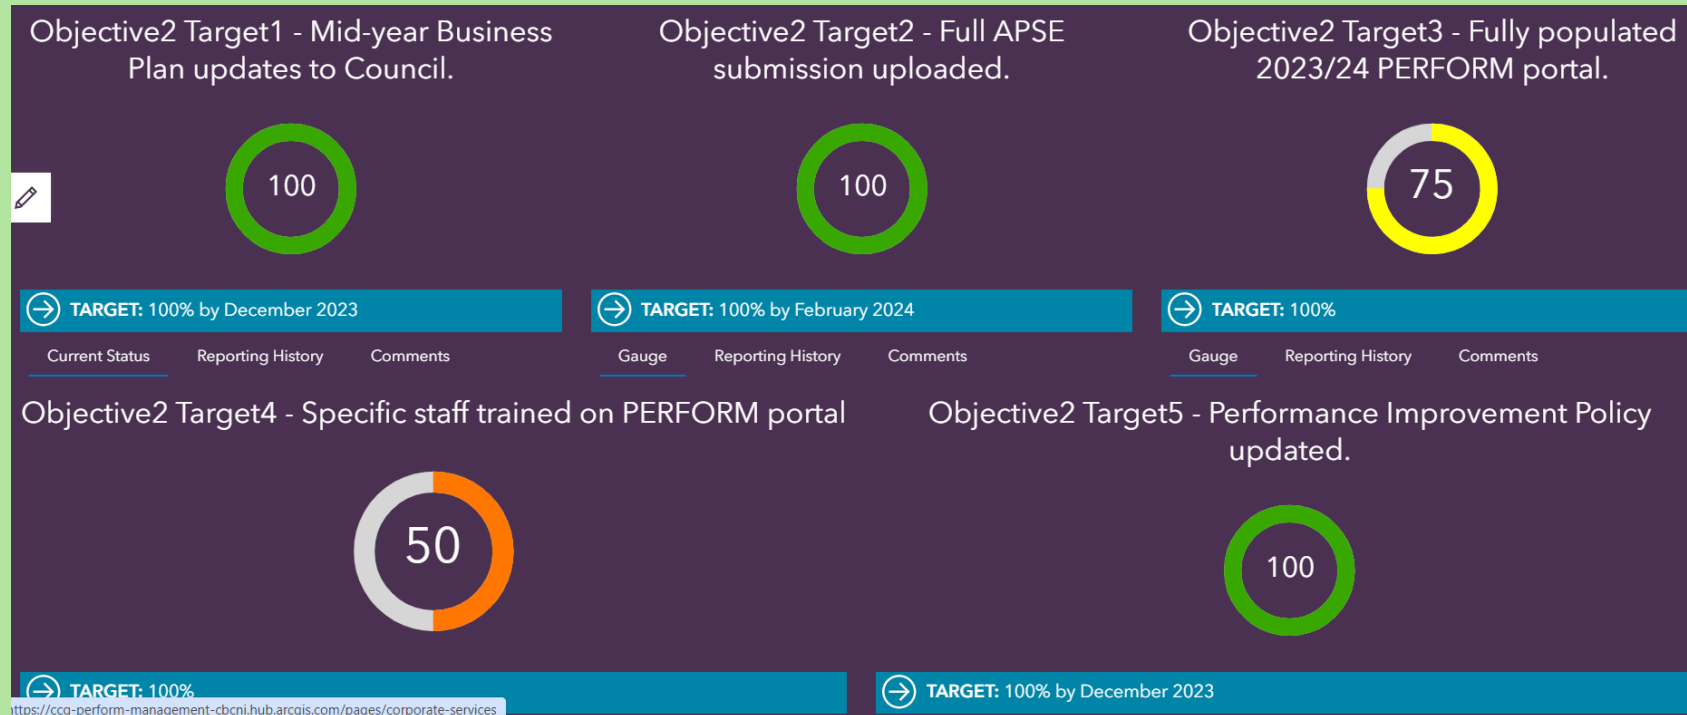 Objective2 Target1 - Mid-year Business
Plan updates to Council.
100
TARGET: 100% by December 2023
Current Status Reporting History Comments
Objective2 Target2 - Full APSE
submission uploaded.
100
TARGET: 100% by February 2024
Gauge Reporting History Comments
Objective2 Target3 - Fully populated
2023/24 PERFORM portal.
75
TARGET: 100%
Gauge Reporting History Comments
Objective2 Target4 - Specific staff trained on PERFORM portal
50
TARGET: 100%
Objective2 Target5 - Performance Improvement Policy
updated.
100
TARGET: 100% by December 2023
ttps://ccg-perform-management-cbcni.hub.arcgis.com/pages/corporate-services